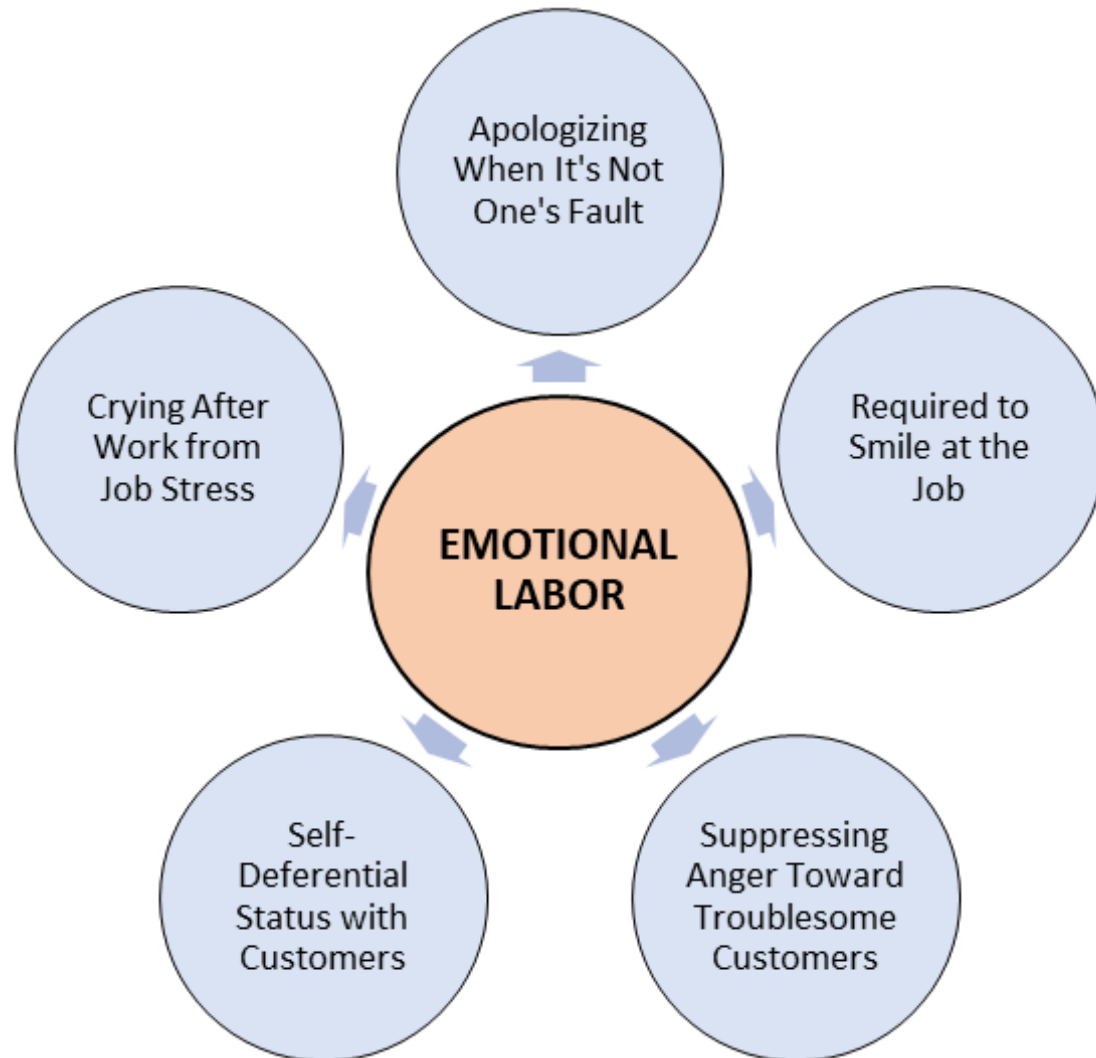 Apologizing
When It's Not
One's Fault
Crying After
Work from
Job Stress
Required to
Smile at the
Job
EMOTIONAL
LABOR
Self-
Deferential
Status with
Customers
Suppressing
Anger Toward
Troublesome
Customers